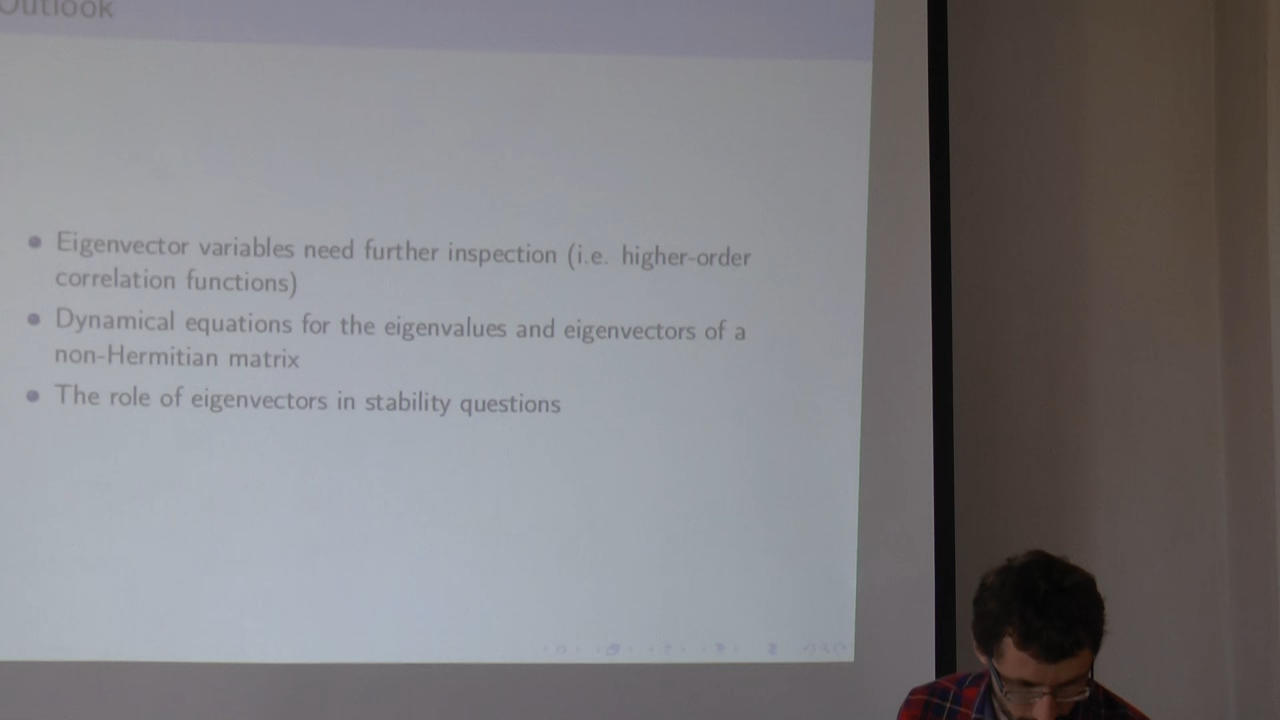 Outlook
• Eigenvector variables need further inspection (i.e. higher-order
correlation functions)
• Dynamical equations for the eigenvalues and eigenvectors of a
non-Hermitian matrix
• The role of eigenvectors in stability questions